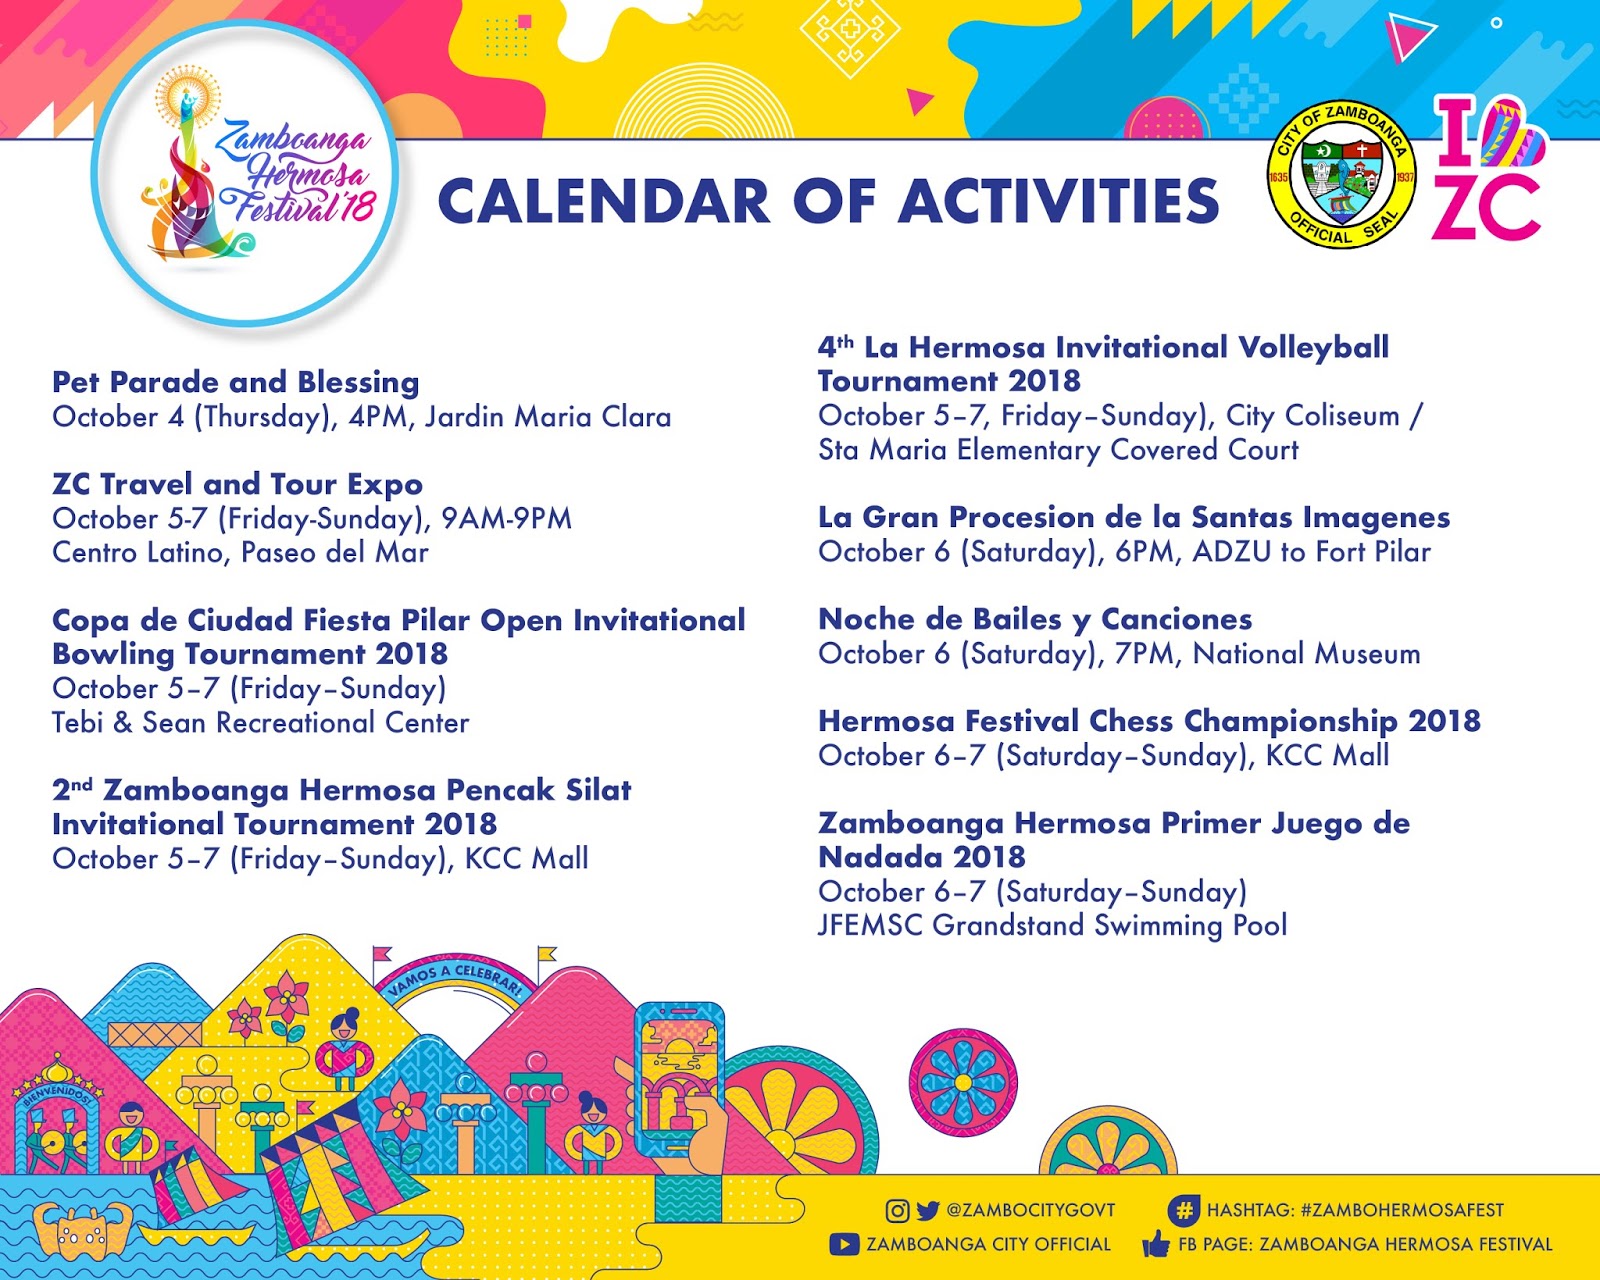 Zamboanga
Hermosa
Festival '18
CALENDAR OF ACTIVITIES
CITY OF ZAMBOANGA
1635 1937
OFFICIAL SEAL
I
ZC
Pet Parade and Blessing
October 4 (Thursday), 4PM, Jardin Maria Clara
ZC Travel and Tour Expo
October 5-7 (Friday-Sunday), 9AM-9PM
Centro Latino, Paseo del Mar
Copa de Ciudad Fiesta Pilar Open Invitational
Bowling Tournament 2018
October 5–7 (Friday–Sunday)
Tebi & Sean Recreational Center
2nd Zamboanga Hermosa Pencak Silat
Invitational Tournament 2018
October 5–7 (Friday–Sunday), KCC Mall
4th La Hermosa Invitational Volleyball
Tournament 2018
October 5–7, Friday–Sunday), City Coliseum /
Sta Maria Elementary Covered Court
La Gran Procesion de la Santas Imagenes
October 6 (Saturday), 6PM, ADZU to Fort Pilar
Noche de Bailes y Canciones
October 6 (Saturday), 7PM, National Museum
Hermosa Festival Chess Championship 2018
October 6–7 (Saturday–Sunday), KCC Mall
Zamboanga Hermosa Primer Juego de
Nadada 2018
October 6–7 (Saturday–Sunday)
JFEMSC Grandstand Swimming Pool
VAMOS A CELEBRAR!
¡BIENVENIDOS!
@ZAMBOCITYGOVT
# HASHTAG: #ZAMBOHERMOSAFEST
ZAMBOANGA CITY OFFICIAL
FB PAGE: ZAMBOANGA HERMOSA FESTIVAL